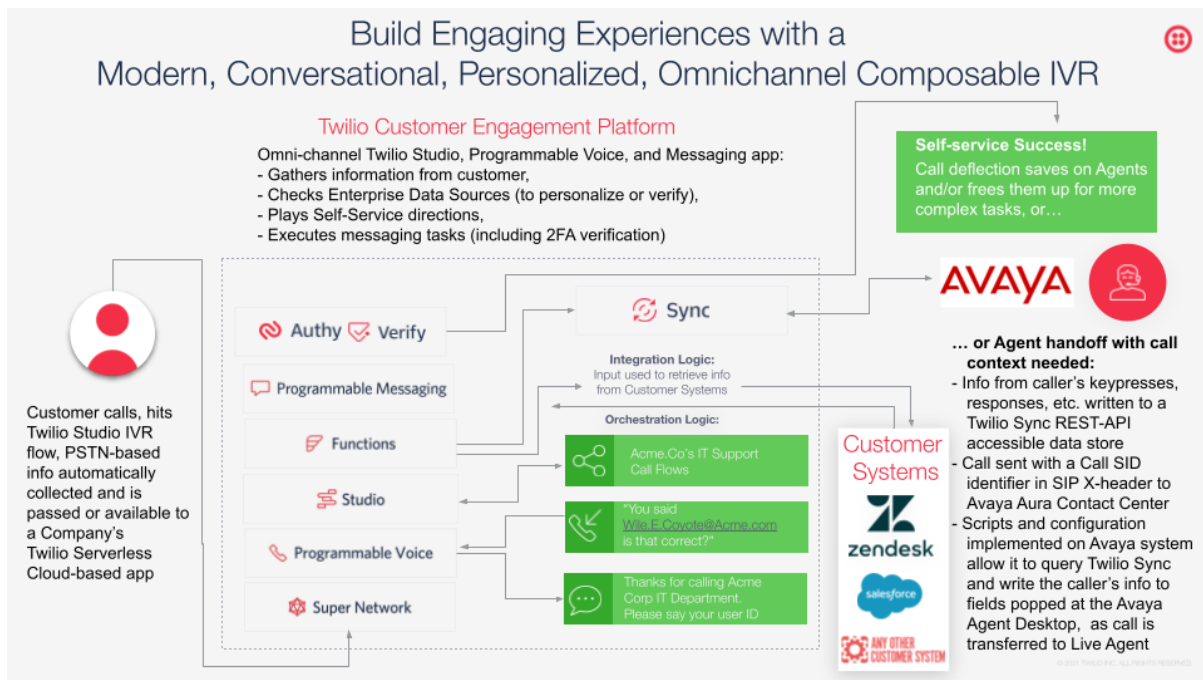 Build Engaging Experiences with a
Modern, Conversational, Personalized, Omnichannel Composable IVR
Twilio Customer Engagement Platform
Omni-channel Twilio Studio, Programmable Voice, and Messaging app:
- Gathers information from customer,
- Checks Enterprise Data Sources (to personalize or verify),
- Plays Self-Service directions,
- Executes messaging tasks (including 2FA verification)
Self-service Success!
Call deflection saves on Agents
and/or frees them up for more
complex tasks, or…
Customer calls, hits
Twilio Studio IVR
flow, PSTN-based
info automatically
collected and is
passed or available to
a Company's
Twilio Serverless
Cloud-based app
Authy Verify
Programmable Messaging
Functions
Studio
Programmable Voice
Super Network
Sync
Integration Logic:
Input used to retrieve info
from Customer Systems
Orchestration Logic:
Acme.Co's IT Support
Call Flows
"You said
Wile.E.Coyote@Acme.com
is that correct?"
Thanks for calling Acme
Corp IT Department.
Please say your user ID
Customer
Systems
zendesk
salesforce
ANY OTHER
CUSTOMER SYSTEM
AVAYA
… or Agent handoff with call
context needed:
- Info from caller's keypresses,
responses, etc. written to a
Twilio Sync REST-API
accessible data store
- Call sent with a Call SID
identifier in SIP X-header to
Avaya Aura Contact Center
- Scripts and configuration
implemented on Avaya system
allow it to query Twilio Sync
and write the caller's info to
fields popped at the Avaya
Agent Desktop, as call is
transferred to Live Agent
© 2021 TWILIO INC. ALL RIGHTS RESERVED.